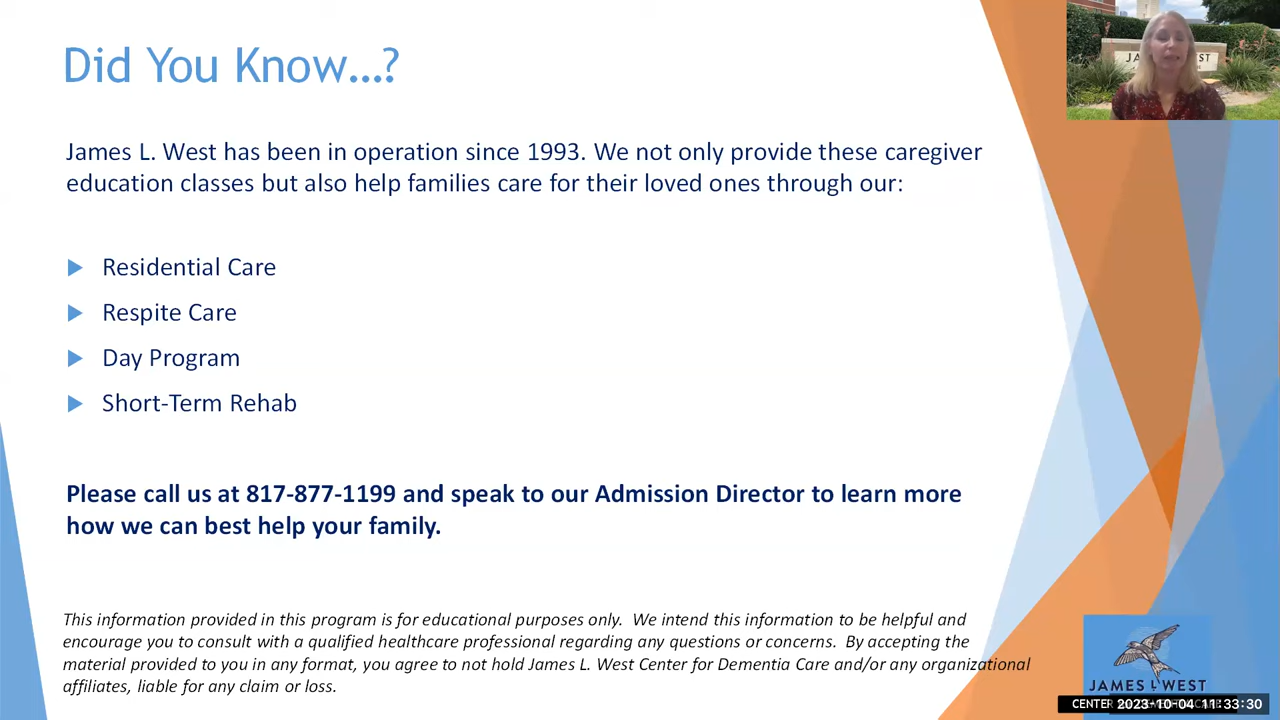 Did You Know...?
James L. West has been in operation since 1993. We not only provide these caregiver
education classes but also help families care for their loved ones through our:
Residential Care
Respite Care
Day Program
Short-Term Rehab
Please call us at 817-877-1199 and speak to our Admission Director to learn more
how we can best help your family.
This information provided in this program is for educational purposes only. We intend this information to be helpful and
encourage you to consult with a qualified healthcare professional regarding any questions or concerns. By accepting the
material provided to you in any format, you agree to not hold James L. West Center for Dementia Care and/or any organizational
affiliates, liable for any claim or loss.
JAMES L WEST
CENTER
2023-10-04 11:33:30